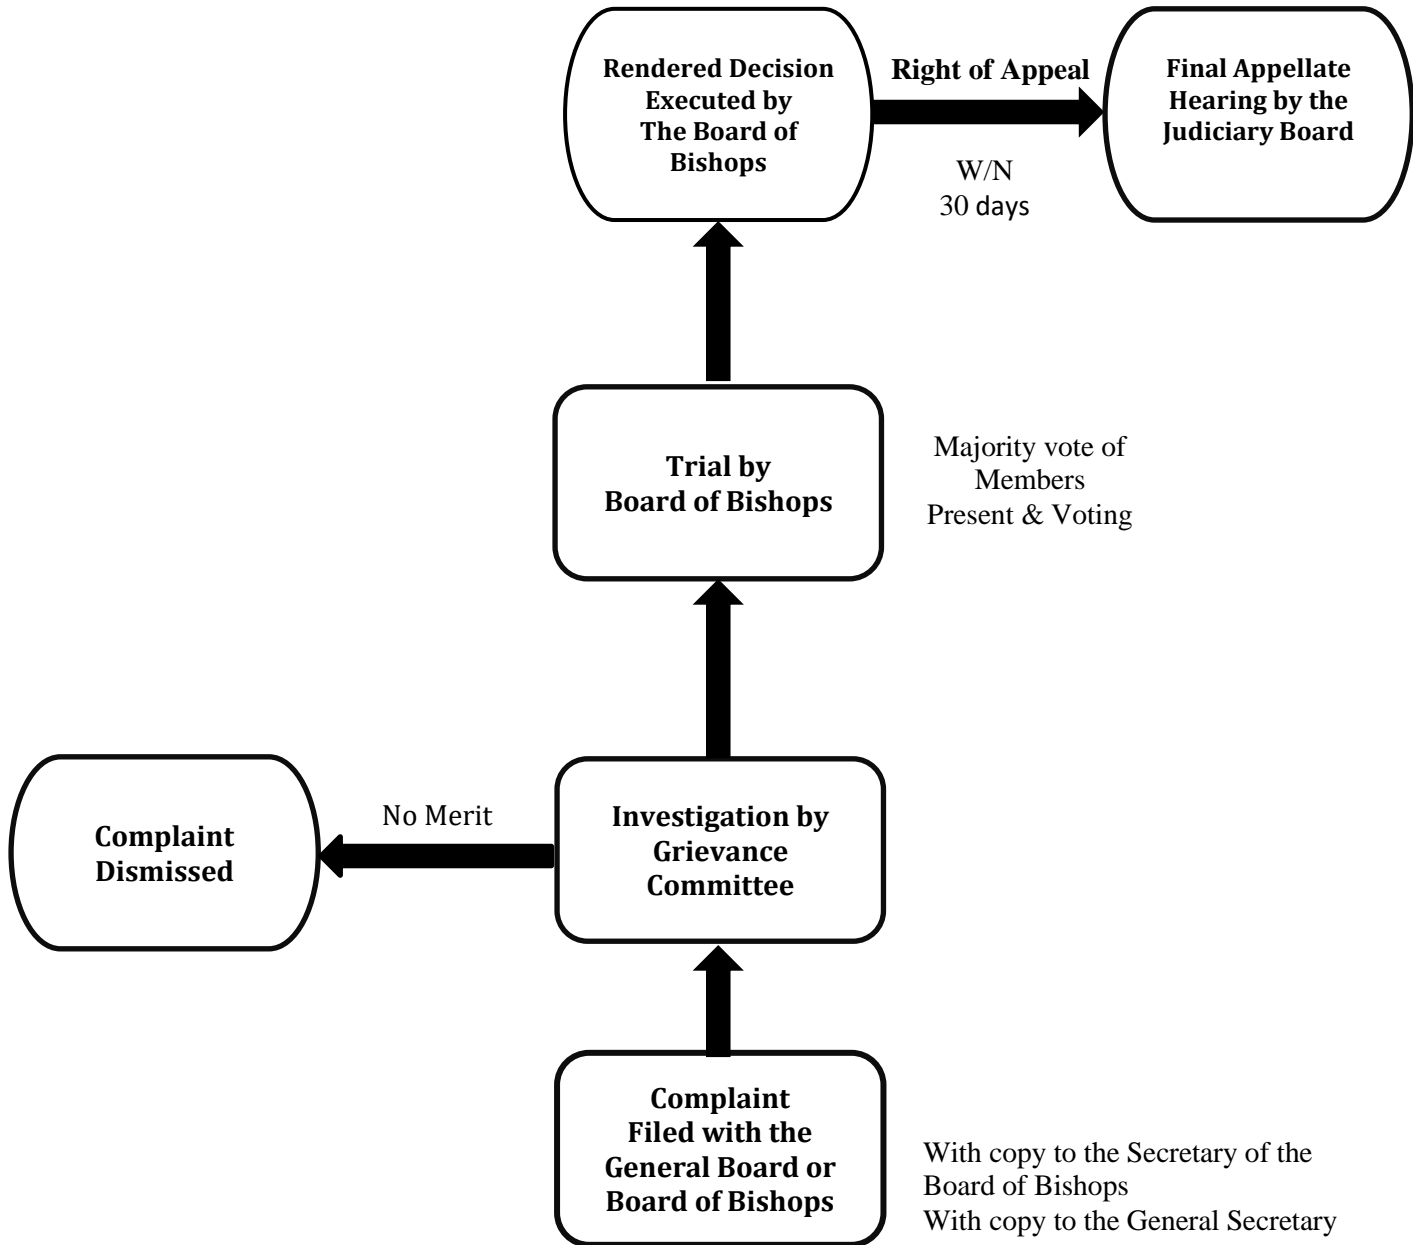 Rendered Decision
Executed by
The Board of
Bishops
Right of Appeal
W/N
30 days
Final Appellate
Hearing by the
Judiciary Board
Trial by
Board of Bishops
Majority vote of
Members
Present & Voting
Complaint
Dismissed
No Merit
Investigation by
Grievance
Committee
Complaint
Filed with the
General Board or
Board of Bishops
With copy to the Secretary of the
Board of Bishops
With copy to the General Secretary